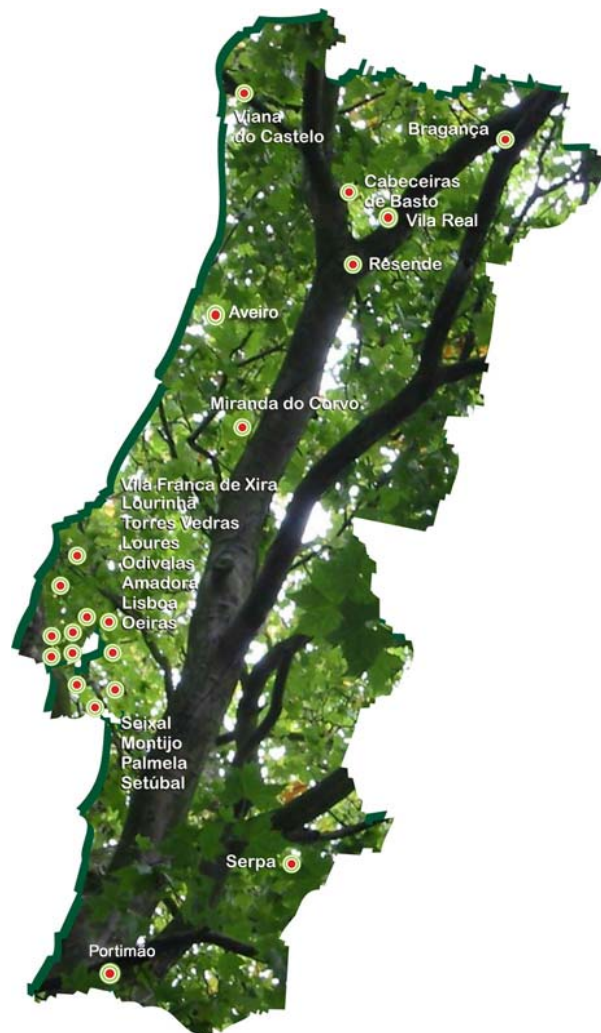 Viana
do Castelo
Bragança
Cabeceiras
de Basto
Vila Real
Resende
Aveiro
Miranda do Corvo
Vila Franca de Xira
Lourinhã
Torres Vedras
Loures
Odivelas
Amadora
Lisboa
Oeiras
Seixal
Montijo
Palmela
Setúbal
Serpa
Portimão